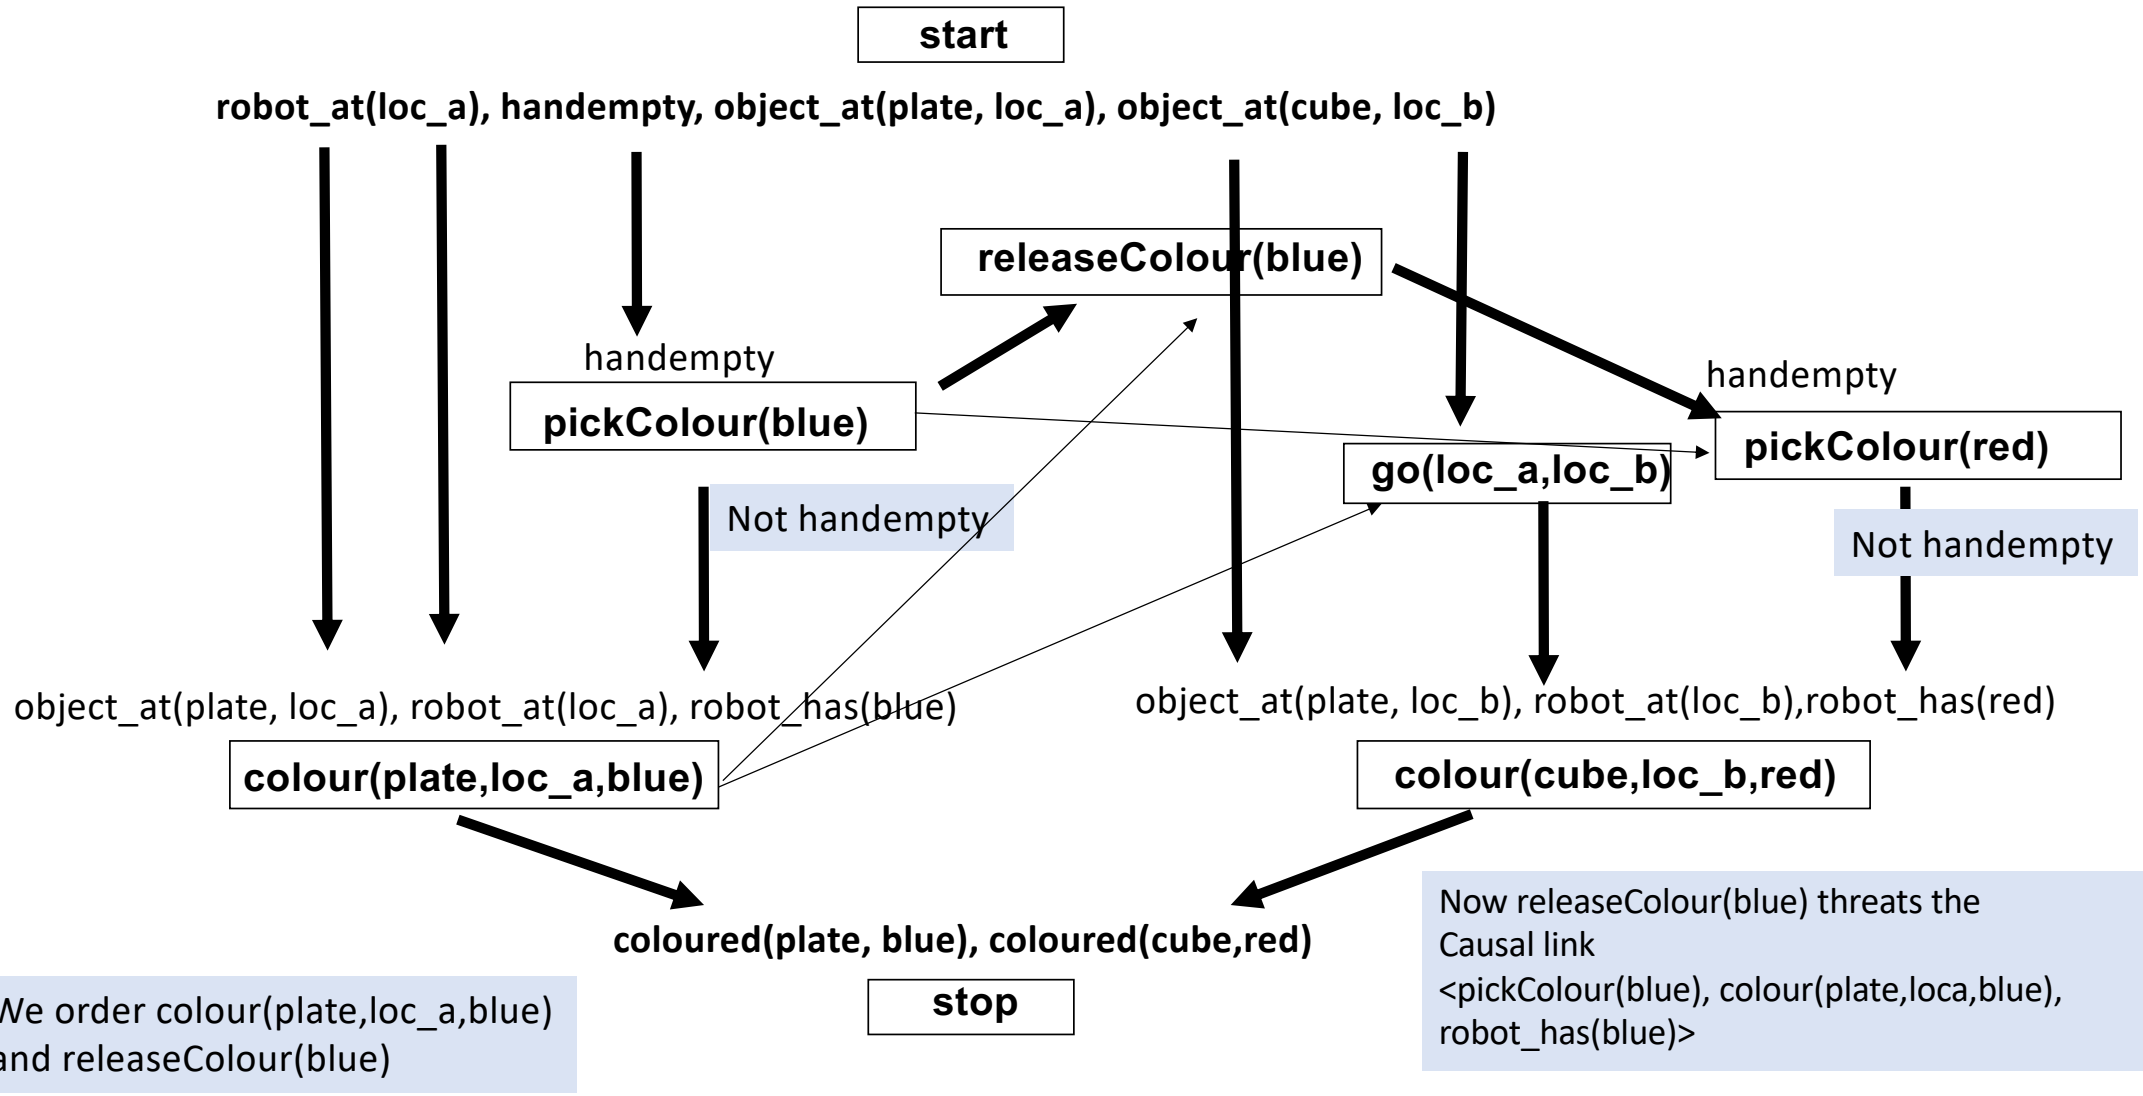 start
robot_at(loc_a), handempty, object_at(plate, loc_a), object_at(cube, loc_b)
releaseColour(blue)
handempty
pickColour(blue)
handempty
pickColour(red)
go(loc_a,loc_b)
Not handempty
Not handempty
object_at(plate, loc_a), robot_at(loc_a), robot_has(blue)
object_at(plate, loc_b), robot_at(loc_b),robot_has(red)
colour(plate,loc_a,blue)
colour(cube,loc_b,red)
coloured(plate, blue), coloured(cube,red)
stop
We order colour(plate,loc_a,blue)
and releaseColour(blue)
Now releaseColour(blue) threats the
Causal link
<pickColour(blue), colour(plate,loca,blue),
robot_has(blue)>